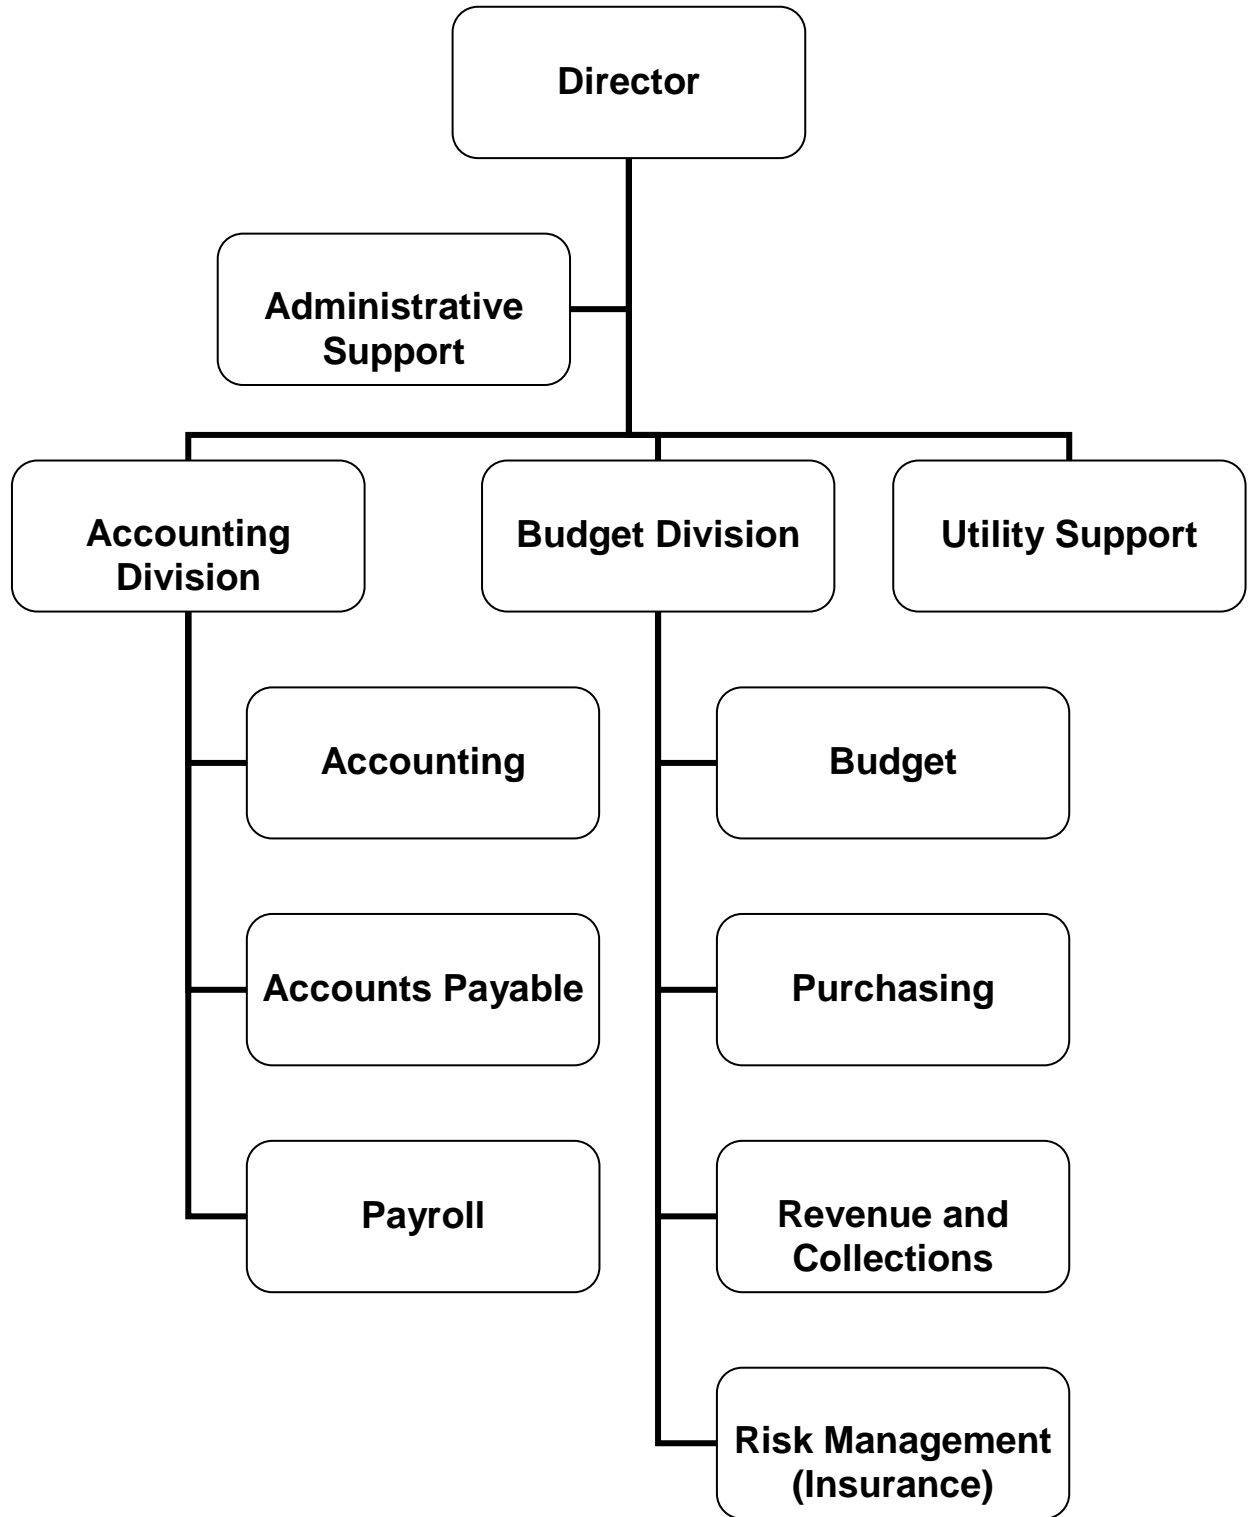 Director
Administrative
Support
Accounting
Division
Budget Division
Utility Support
Accounting
Budget
Accounts Payable
Purchasing
Payroll
Revenue and
Collections
Risk Management
(Insurance)